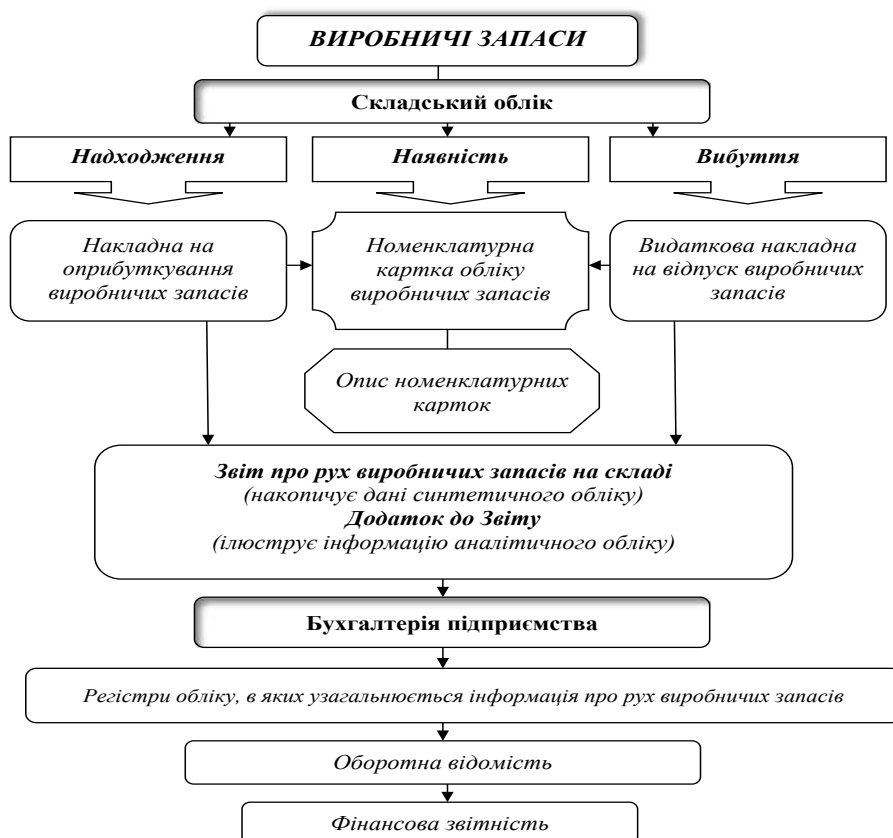 ВИРОБНИЧІ ЗАПАСИ
Складський облік
Надходження
Наявність
Вибуття
Накладна на
оприбуткування
виробничих запасів
Номенклатурна
картка обліку
виробничих запасів
Видаткова накладна
на відпуск виробничих
запасів
Опис номенклатурних
карток
Звіт про рух виробничих запасів на складі
(накопичує дані синтетичного обліку)
Додаток до Звіту
(ілюструє інформацію аналітичного обліку)
Бухгалтерія підприємства
Регістри обліку, в яких узагальнюється інформація про рух виробничих запасів
Оборотна відомість
Фінансова звітність